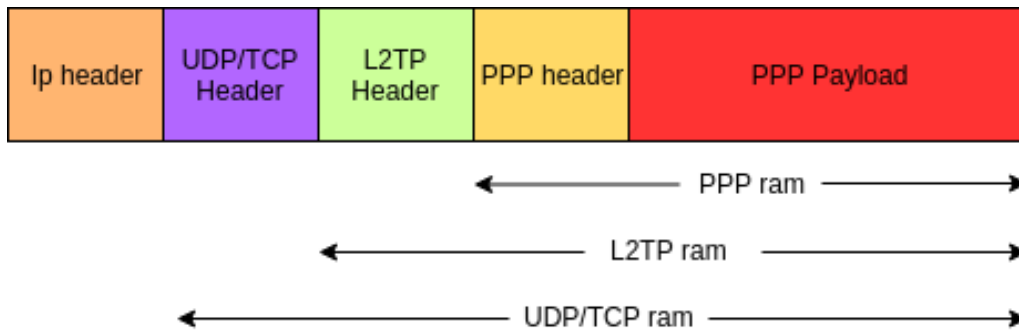 Ip header
UDP/TCP
Header
L2TP
Header
PPP header
PPP Payload
PPP ram
L2TP ram
UDP/TCP ram